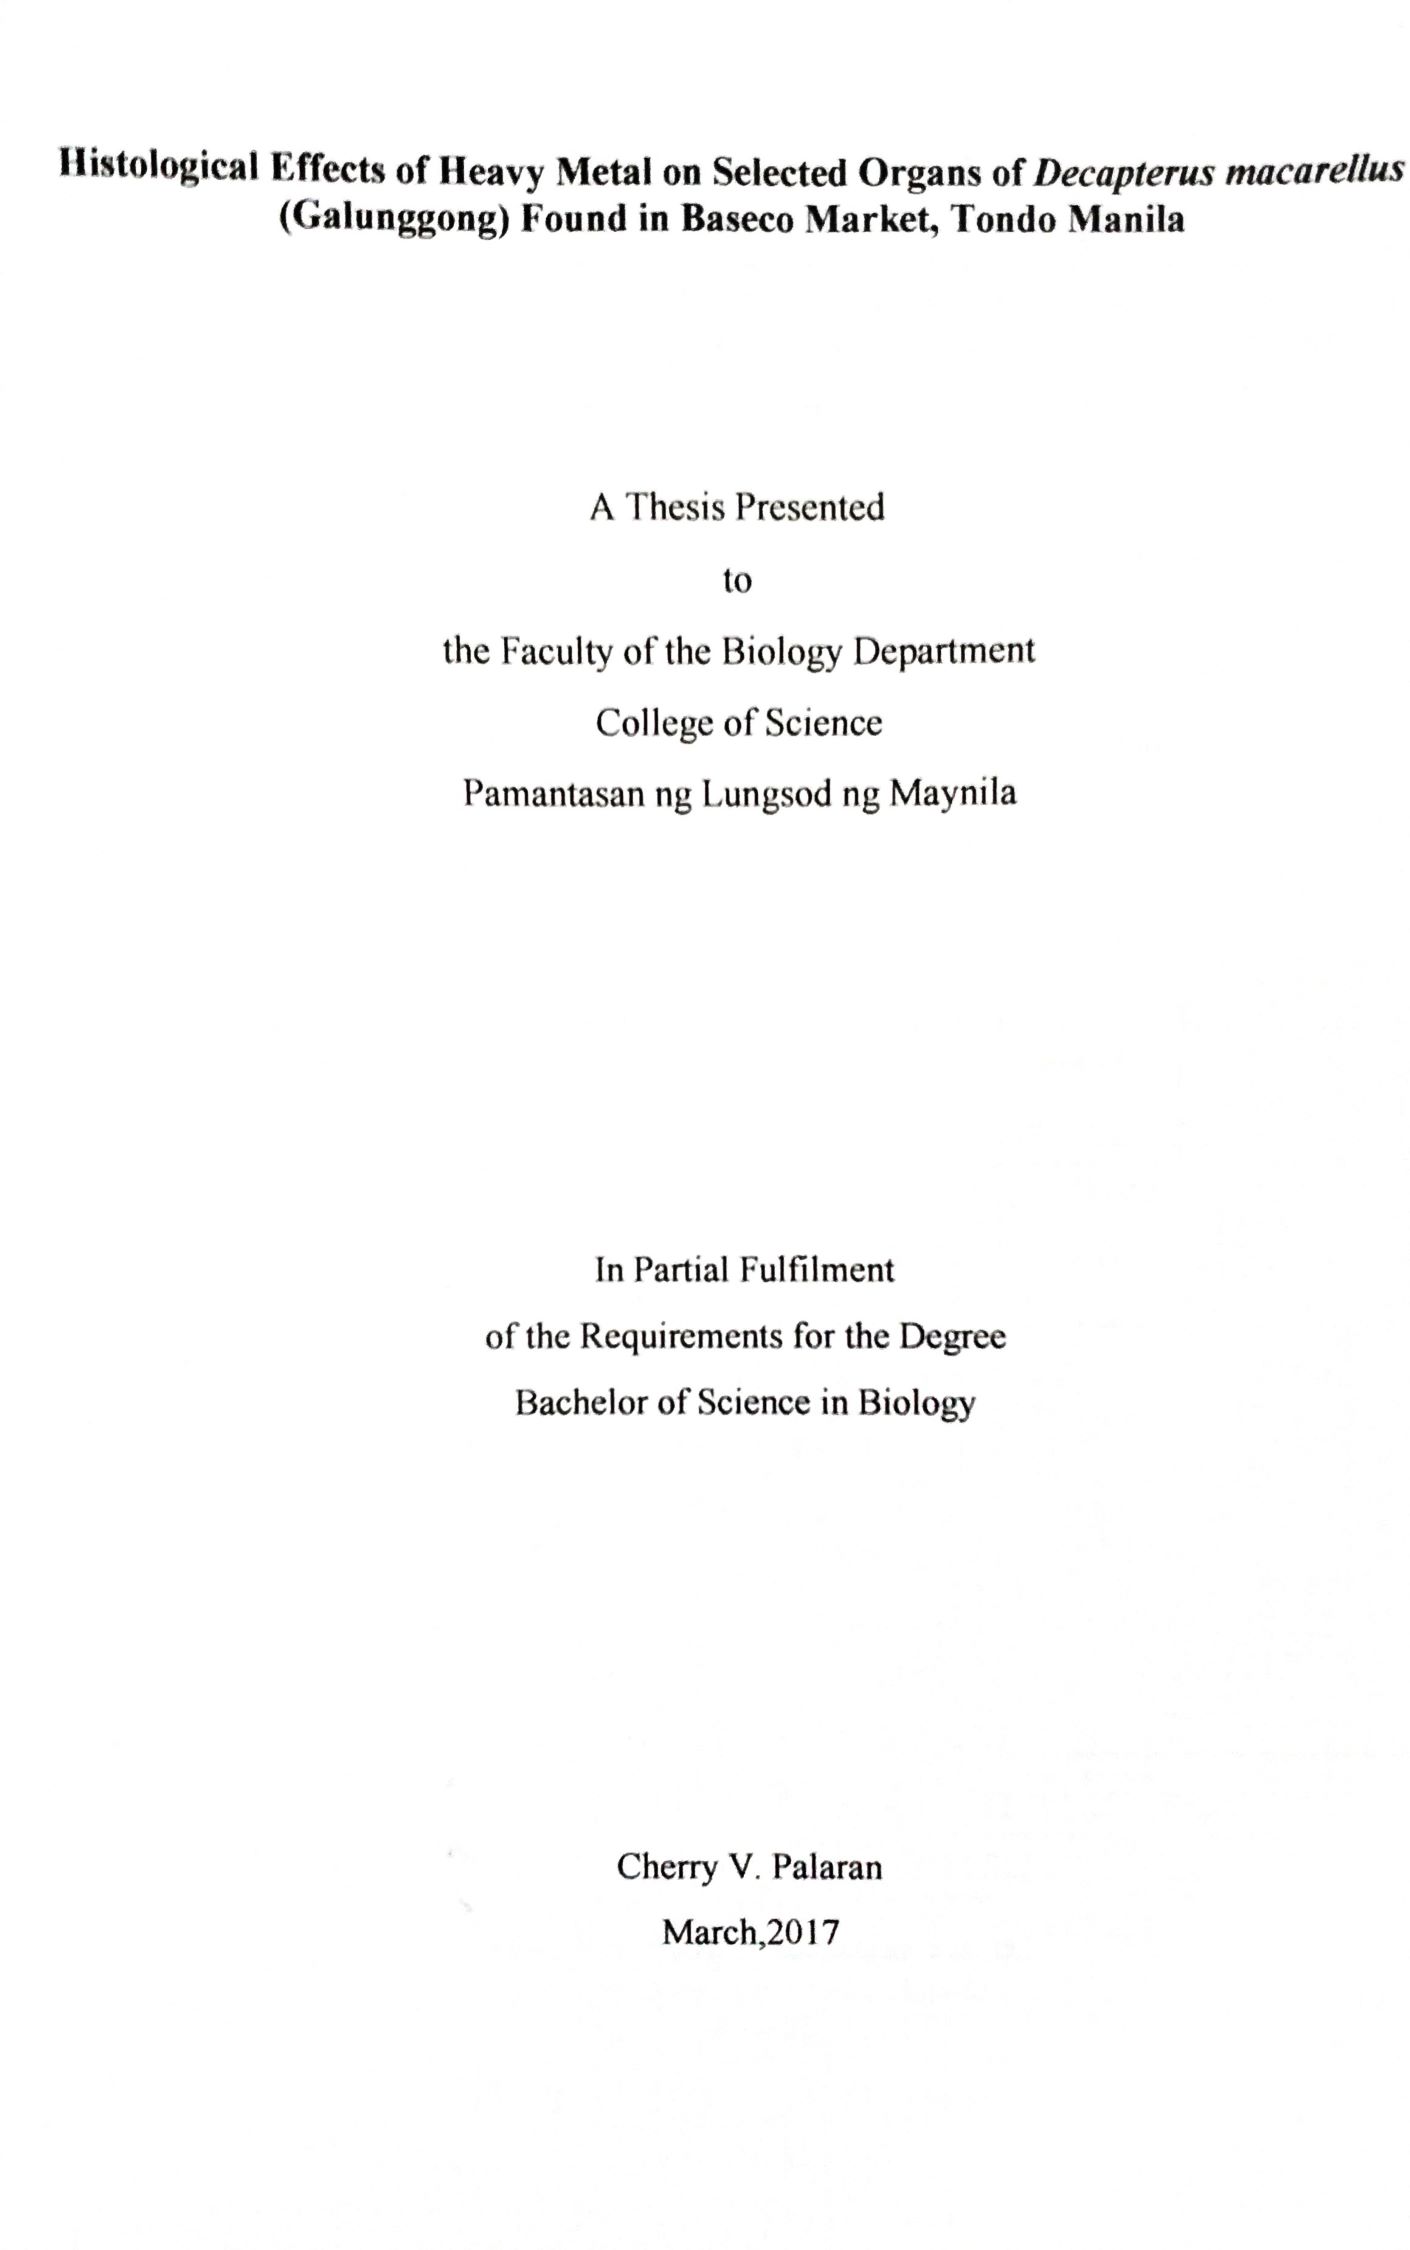 Histological Effects of Heavy Metal on Selected Organs of Decapterus macarellus
(Galunggong) Found in Baseco Market, Tondo Manila
A Thesis Presented
to
the Faculty of the Biology Department
College of Science
Pamantasan ng Lungsod ng Maynila
In Partial Fulfilment
of the Requirements for the Degree
Bachelor of Science in Biology
Cherry V. Palaran
March,2017